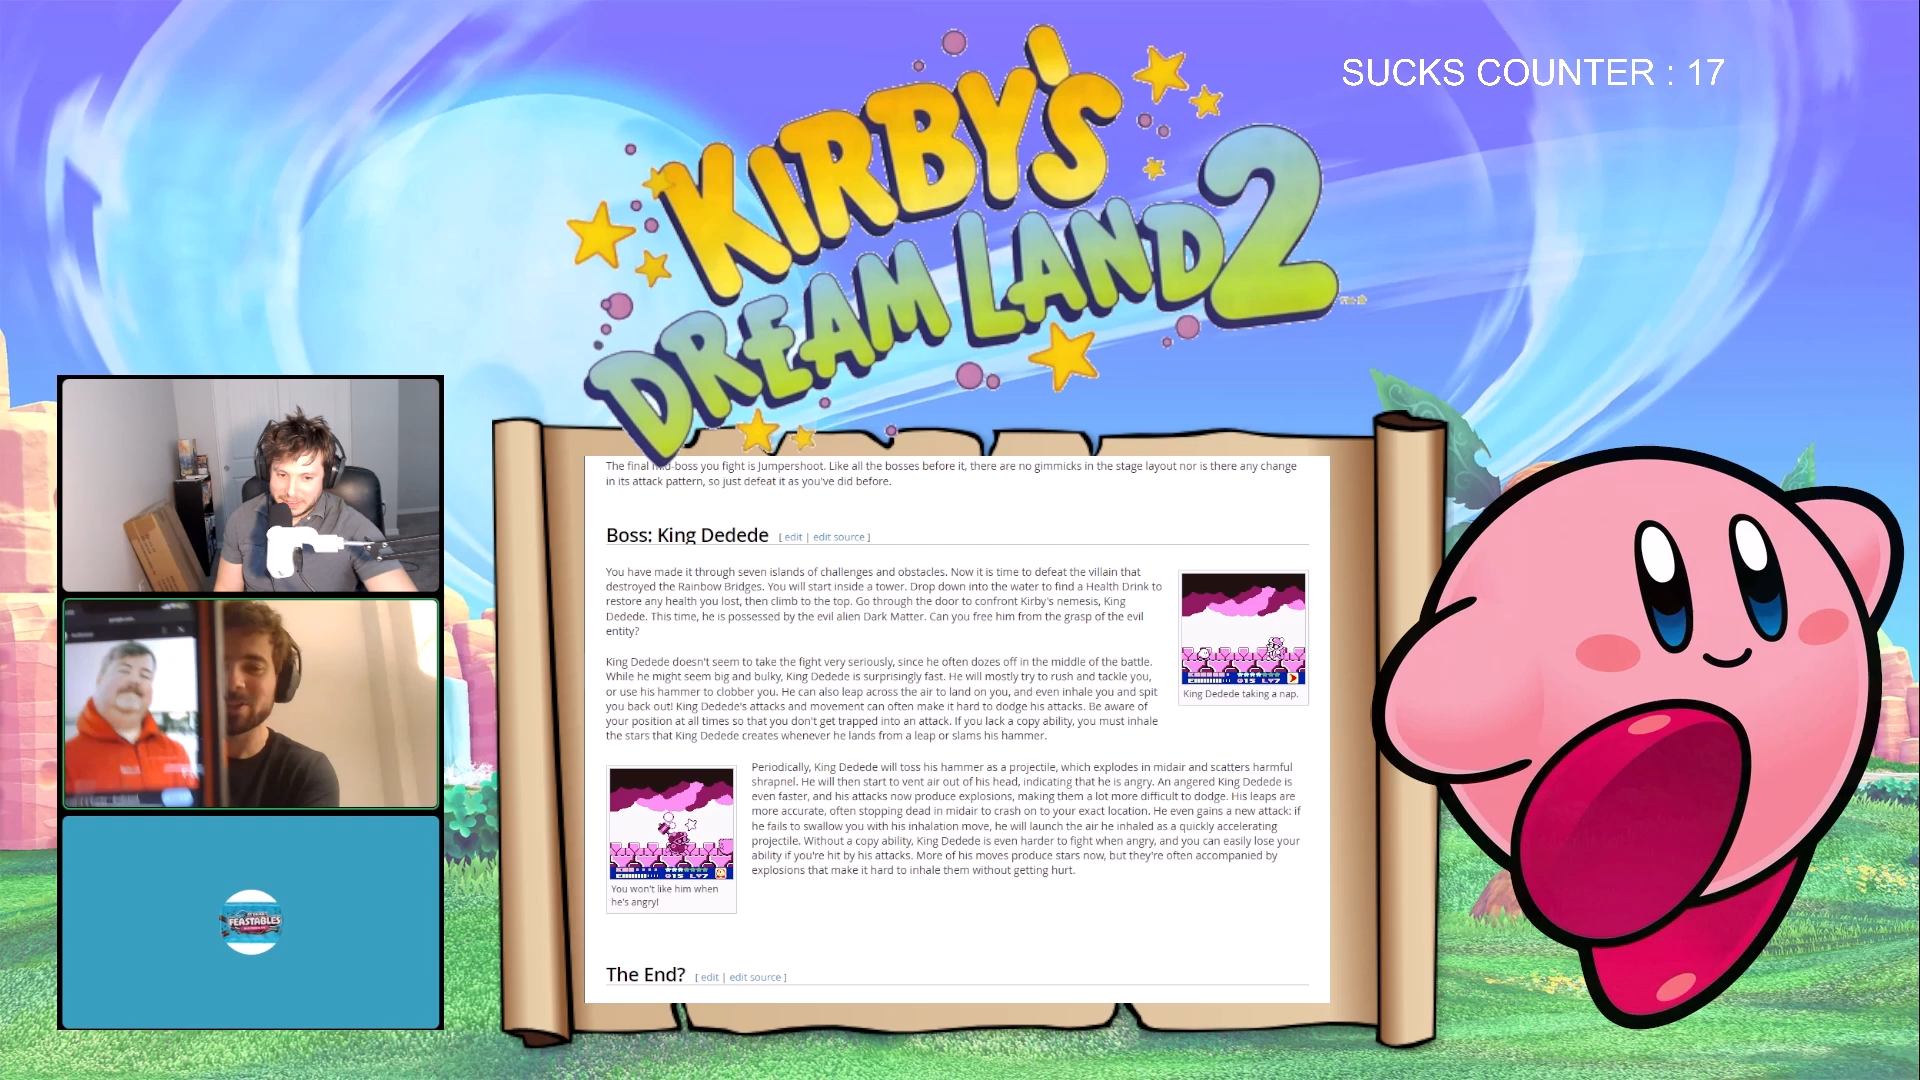 SUCKS COUNTER : 17
KIRBY'S
DREAM LAND 2
The final mid-boss you fight is Jumpershoot. Like all the bosses before it, there are no gimmicks in the stage layout nor is there any change
in its attack pattern, so just defeat it as you've did before.
Boss: King Dedede [ edit | edit source ]
You have made it through seven islands of challenges and obstacles. Now it is time to defeat the villain that
destroyed the Rainbow Bridges. You will start inside a tower. Drop down into the water to find a Health Drink to
restore any health you lost, then climb to the top. Go through the door to confront Kirby's nemesis, King
Dedede. This time, he is possessed by the evil alien Dark Matter. Can you free him from the grasp of the evil
entity?
King Dedede doesn't seem to take the fight very seriously, since he often dozes off in the middle of the battle.
While he might seem big and bulky, King Dedede is surprisingly fast. He will mostly try to rush and tackle you,
or use his hammer to clobber you. He can also leap across the air to land on you, and even inhale you and spit
you back out! King Dedede's attacks and movement can often make it hard to dodge his attacks. Be aware of
your position at all times so that you don't get trapped into an attack. If you lack a copy ability, you must inhale
the stars that King Dedede creates whenever he lands from a leap or slams his hammer.
015 LV7
King Dedede taking a nap.
Periodically, King Dedede will toss his hammer as a projectile, which explodes in midair and scatters harmful
shrapnel. He will then start to vent air out of his head, indicating that he is angry. An angered King Dedede is
even faster, and his attacks now produce explosions, making them a lot more difficult to dodge. His leaps are
more accurate, often stopping dead in midair to crash on to your exact location. He even gains a new attack: if
he fails to swallow you with his inhalation move, he will launch the air he inhaled as a quickly accelerating
projectile. Without a copy ability, King Dedede is even harder to fight when angry, and you can easily lose your
ability if you're hit by his attacks. More of his moves produce stars now, but they're often accompanied by
explosions that make it hard to inhale them without getting hurt.
015 LV7
You won't like him when
he's angry!
The End? [ edit | edit source ]
FEASTABLES